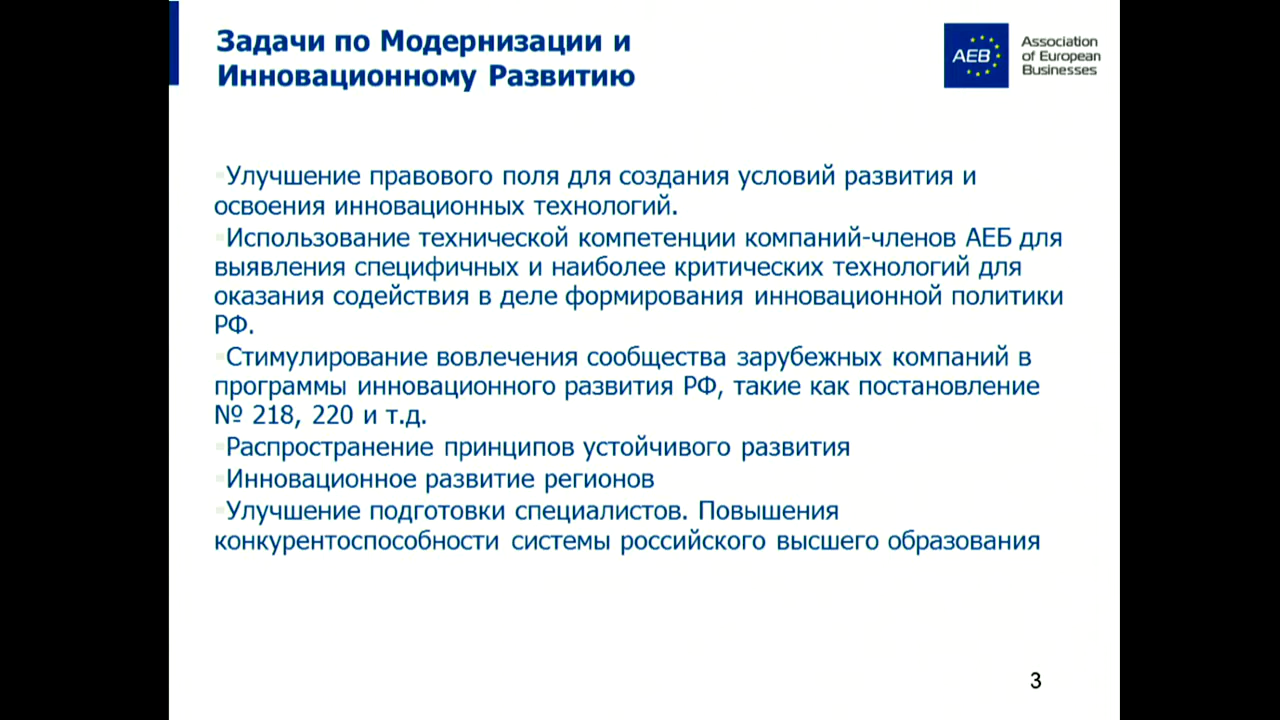 Задачи по Модернизации и
Инновационному Развитию
AEB
Association
of European
Businesses
Улучшение правового поля для создания условий развития и
освоения инновационных технологий.
Использование технической компетенции компаний-членов АЕБ для
выявления специфичных и наиболее критических технологий для
оказания содействия в деле формирования инновационной политики
РФ.
Стимулирование вовлечения сообщества зарубежных компаний в
программы инновационного развития РФ, такие как постановление
№ 218, 220 и т.д.
Распространение принципов устойчивого развития
Инновационное развитие регионов
Улучшение подготовки специалистов. Повышения
конкурентоспособности системы российского высшего образования
3